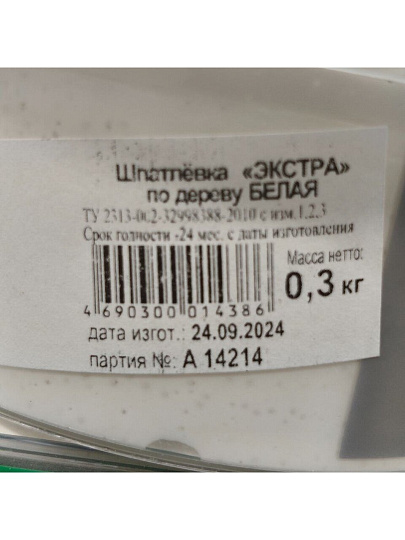 Шпатлёвка «ЭКСТРА»
по дереву БЕЛАЯ
ТУ 2313-002-32998388-2010 с изм.1,2,3
Срок годности -24 мес. с даты изготовления
Масса нетто:
0,3 кг
4 690300 014386
дата изгот.: 24.09.2024
партия №: А 14214